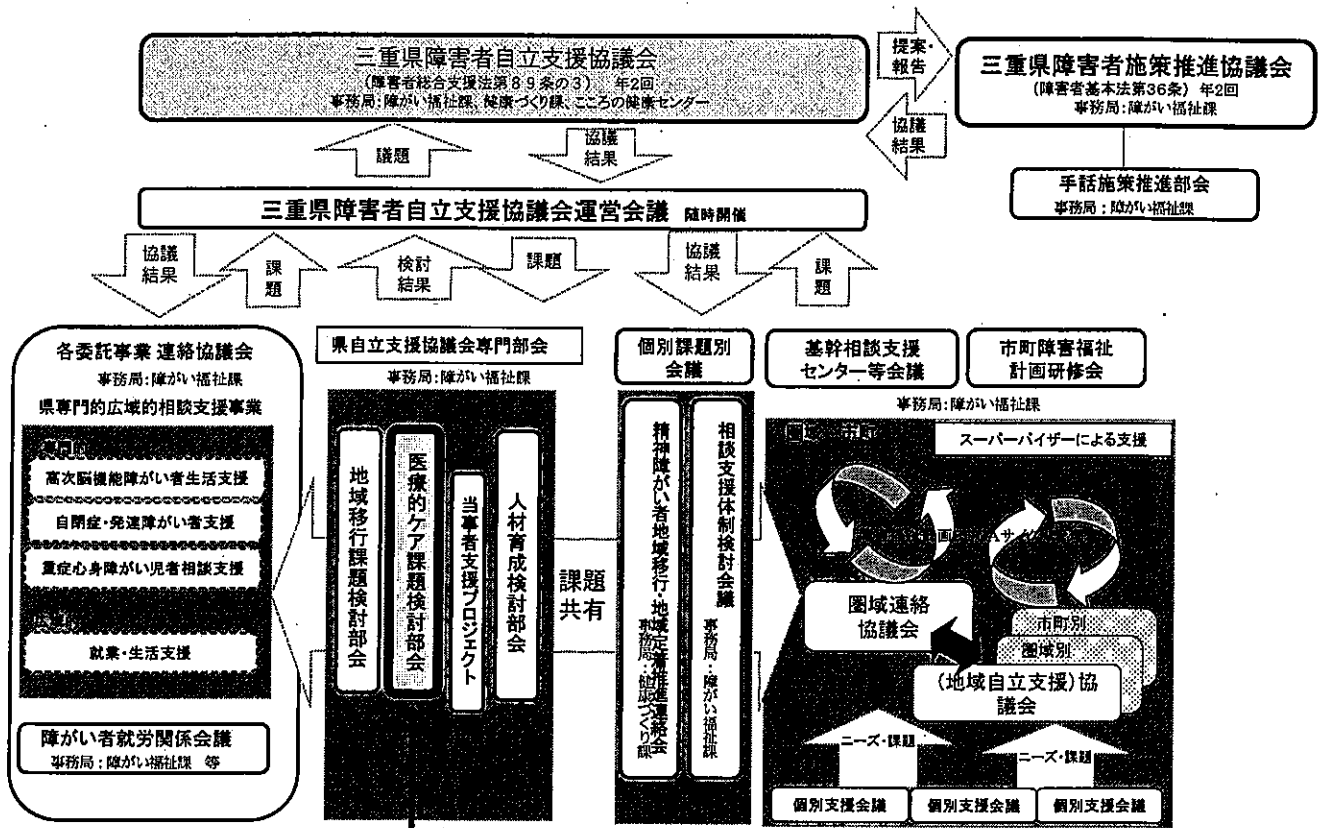 三重県障害者自立支援協議会
(障害者総合支援法第89条の3) 年2回
事務局:障がい福祉課、健康づくり課、こころの健康センター
提案・
報告
三重県障害者施策推進協議会
(障害者基本法第36条) 年2回
事務局:障がい福祉課
協議
結果
議題
協議
結果
手話施策推進部会
事務局:障がい福祉課
三重県障害者自立支援協議会運営会議 随時開催
協議
結果
課
題
検討
結果
課題
協議
結果
課
題
各委託事業 連絡協議会
事務局:障がい福祉課
県専門的広域的相談支援事業
高次脳機能障がい者生活支援
自閉症・発達障がい者支援
重症心身障がい児者相談支援
就業・生活支援
障がい者就労関係会議
事務局:障がい福祉課 等
県自立支援協議会専門部会
事務局:障がい福祉課
地域移行課題検討部会
医療的ケア課題検討部会
当事者支援プロジェクト
人材育成検討部会
課題
共有
個別課題別
会議
精神障がい者地域移行・地域定着推進連絡会
事務局:健康づくり課
相談支援体制検討会議
事務局:障がい福祉課
基幹相談支援
センター等会議
市町障害福祉
計画研修会
事務局:障がい福祉課
スーパーバイザーによる支援
圏域連絡
協議会
市町別
圏域別
(地域自立支援)協
議会
ニーズ・課題
ニーズ・課題
個別支援会議
個別支援会議
個別支援会議